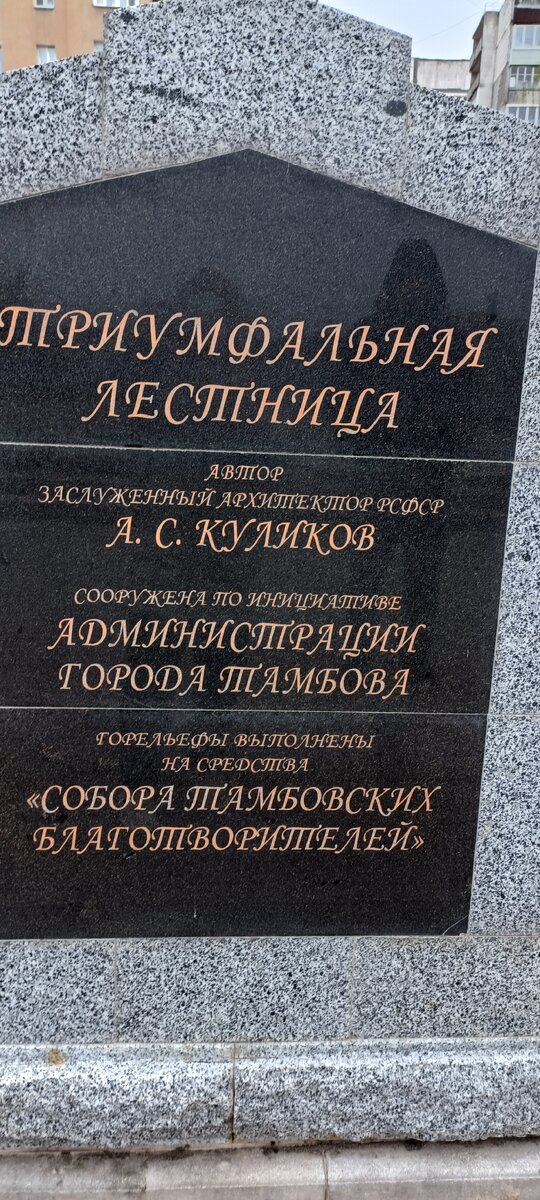 ТРИУМФАЛЬНАЯ
ЛЕСТНИЦА
АВТОР
ЗАСЛУЖЕННЫЙ АРХИТЕКТОР РСФСР
А. С. КУЛИКОВ
СООРУЖЕНА ПО ИНИЦИАТИВЕ
АДМИНИСТРАЦИИ
ГОРОДА ТАМБОВА
ГОРЕЛЬЕФЫ ВЫПОЛНЕНЫ
НА СРЕДСТВА
«СОБОРА ТАМБОВСКИХ
БЛАГОТВОРИТЕЛЕЙ»